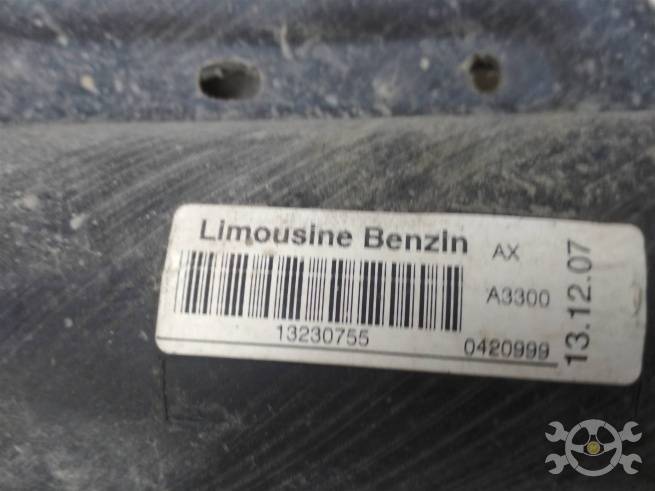 Limousine Benzin
AX
A3300
13230755
0420999
13.12.07